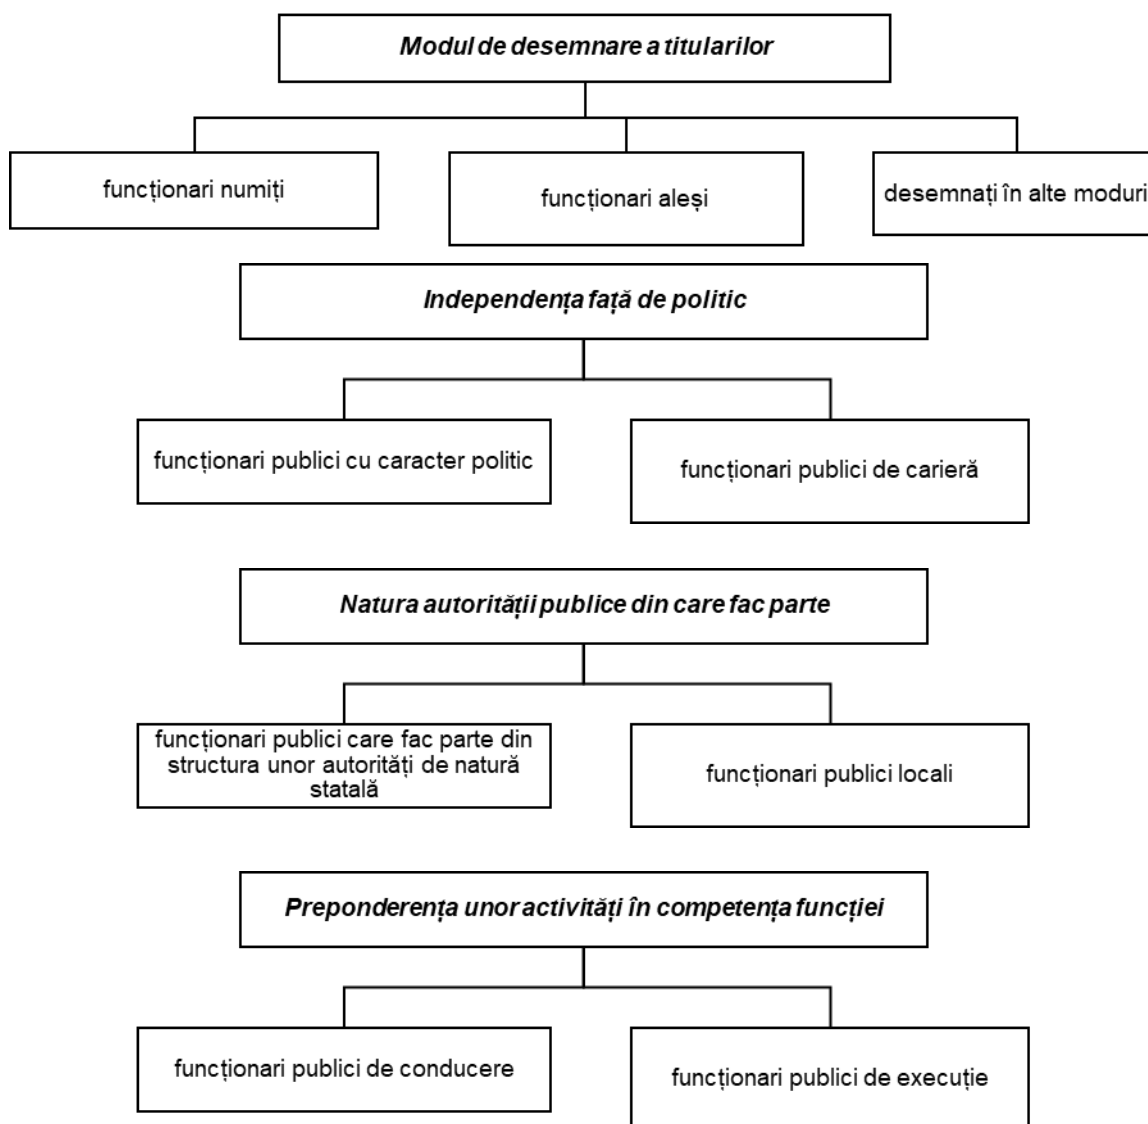 Modul de desemnare a titularilor
funcționari numiți
funcționari aleși
desemnați în alte moduri
Independența față de politic
funcționari publici cu caracter politic
funcționari publici de carieră
Natura autorității publice din care fac parte
funcționari publici care fac parte din
structura unor autorități de natură
statală
funcționari publici locali
Preponderența unor activități în competența funcției
funcționari publici de conducere
funcționari publici de execuție